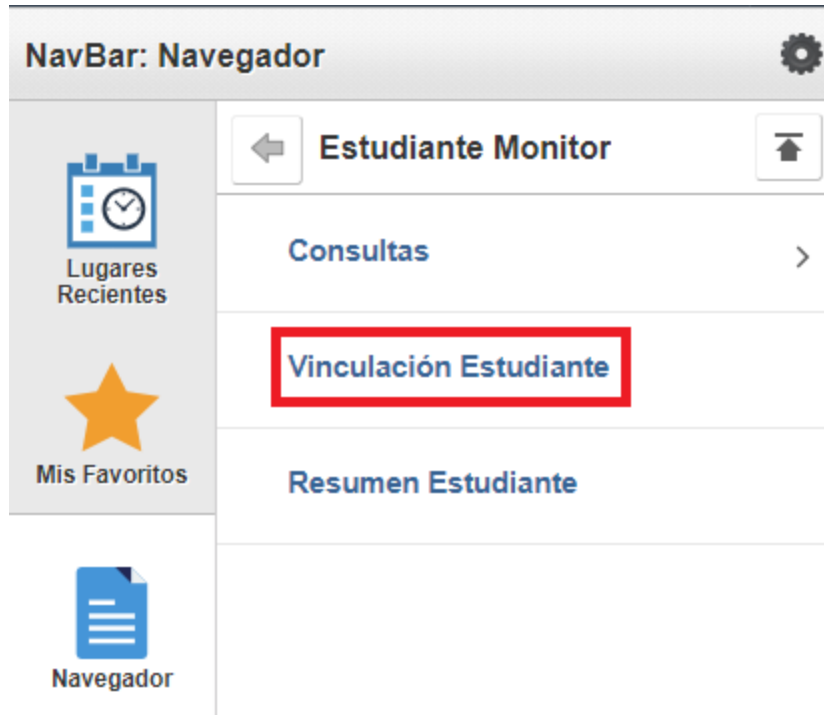 NavBar: Navegador
Estudiante Monitor
Lugares
Recientes
Consultas
Vinculación Estudiante
Mis Favoritos
Resumen Estudiante
Navegador